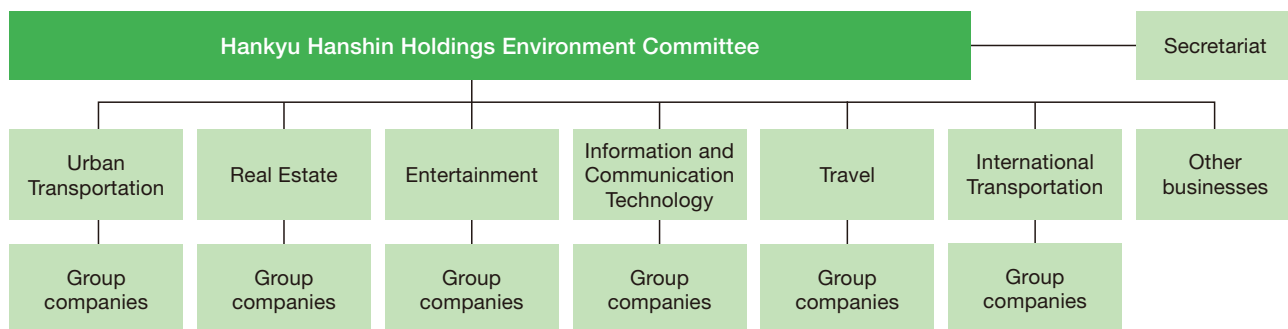 Hankyu Hanshin Holdings Environment Committee
Secretariat
Urban
Transportation
Real Estate
Entertainment
Information and
Communication
Technology
Travel
International
Transportation
Other
businesses
Group
companies
Group
companies
Group
companies
Group
companies
Group
companies
Group
companies